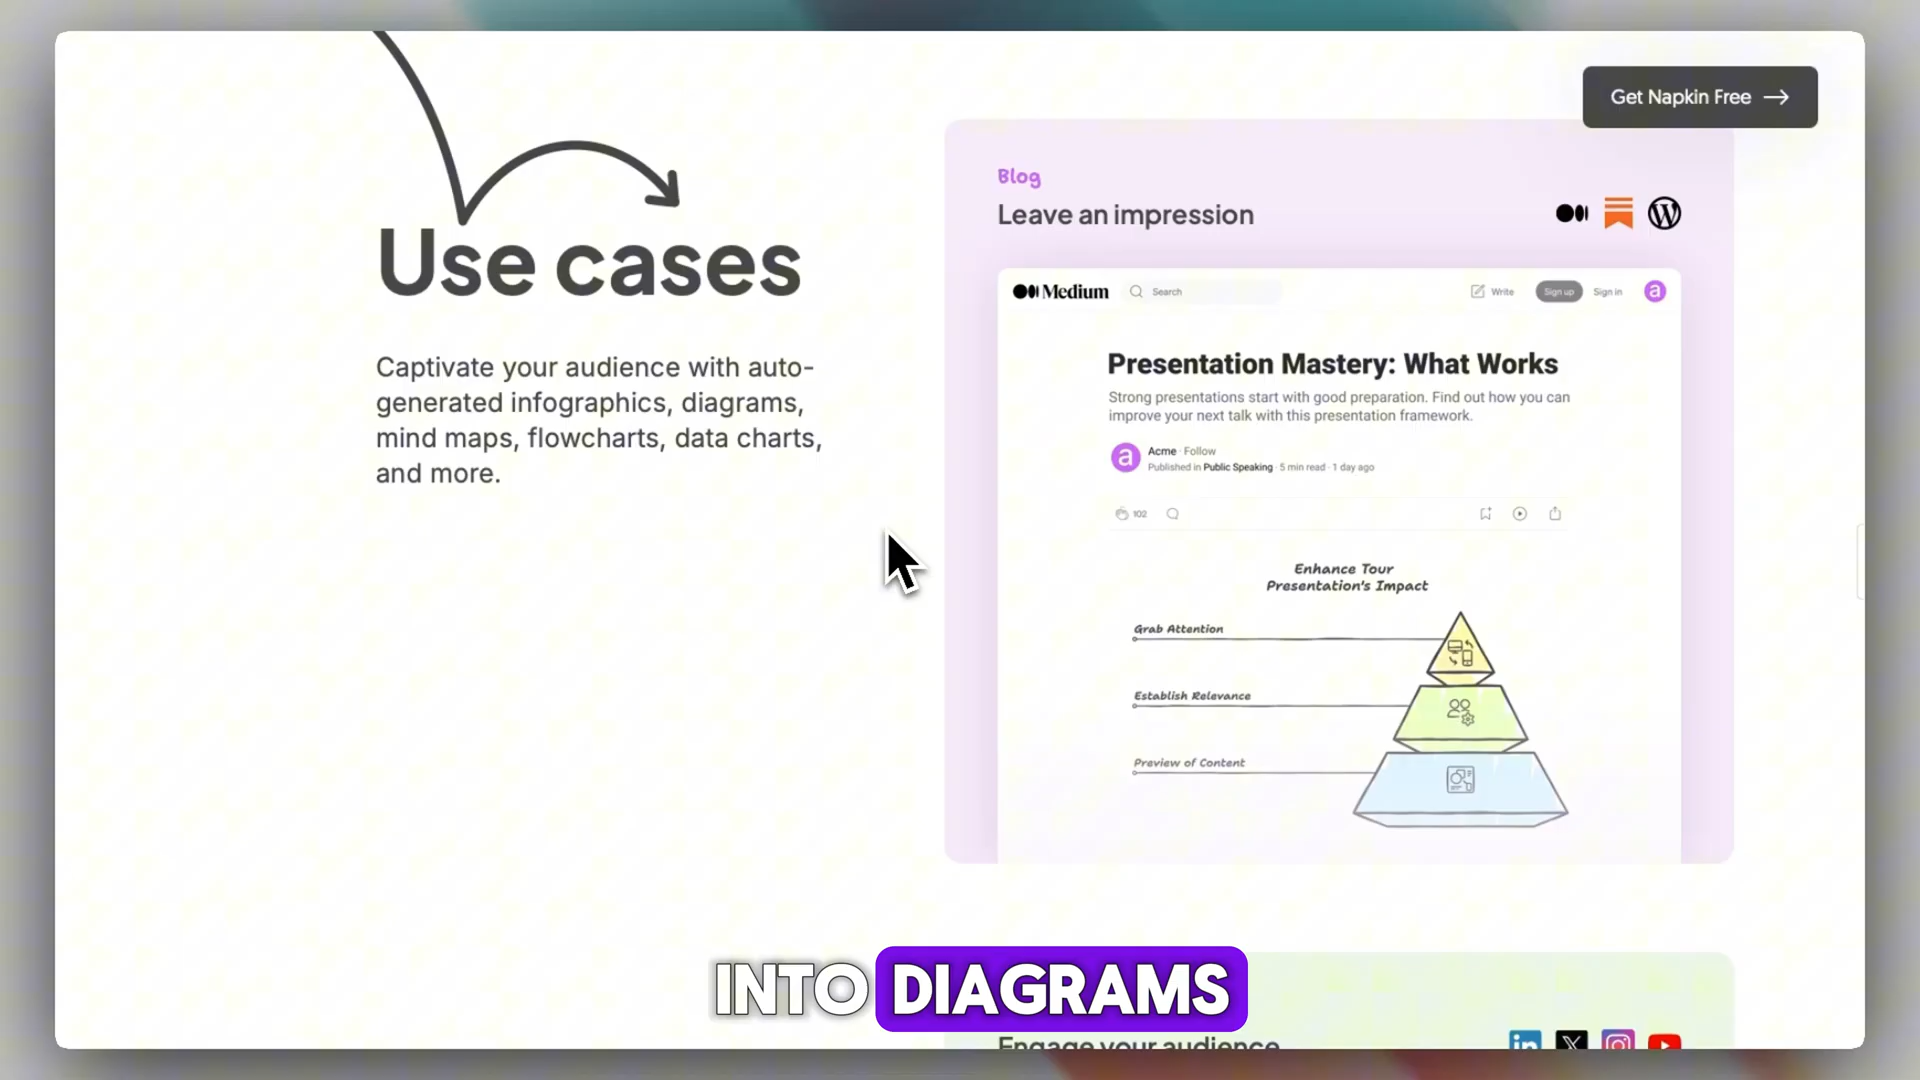 Get Napkin Free
Use cases
Captivate your audience with auto-
generated infographics, diagrams,
mind maps, flowcharts, data charts,
and more.
Blog
Leave an impression
Medium
Search
Write
Sign up
Sign in
a
Presentation Mastery: What Works
Strong presentations start with good preparation. Find out how you can
improve your next talk with this presentation framework.
a
Acme · Follow
Published in Public Speaking · 5 min read · 1 day ago
102
Enhance Tour
Presentation's Impact
Grab Attention
Establish Relevance
Preview of Content
INTO DIAGRAMS
Engage your audience